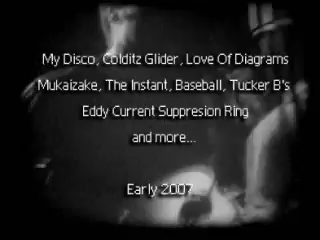 My Disco, Colditz Glider, Love Of Diagrams
Mukaizake, The Instant, Baseball, Tucker B's
Eddy Current Suppresion Ring
and more...
Early 2007